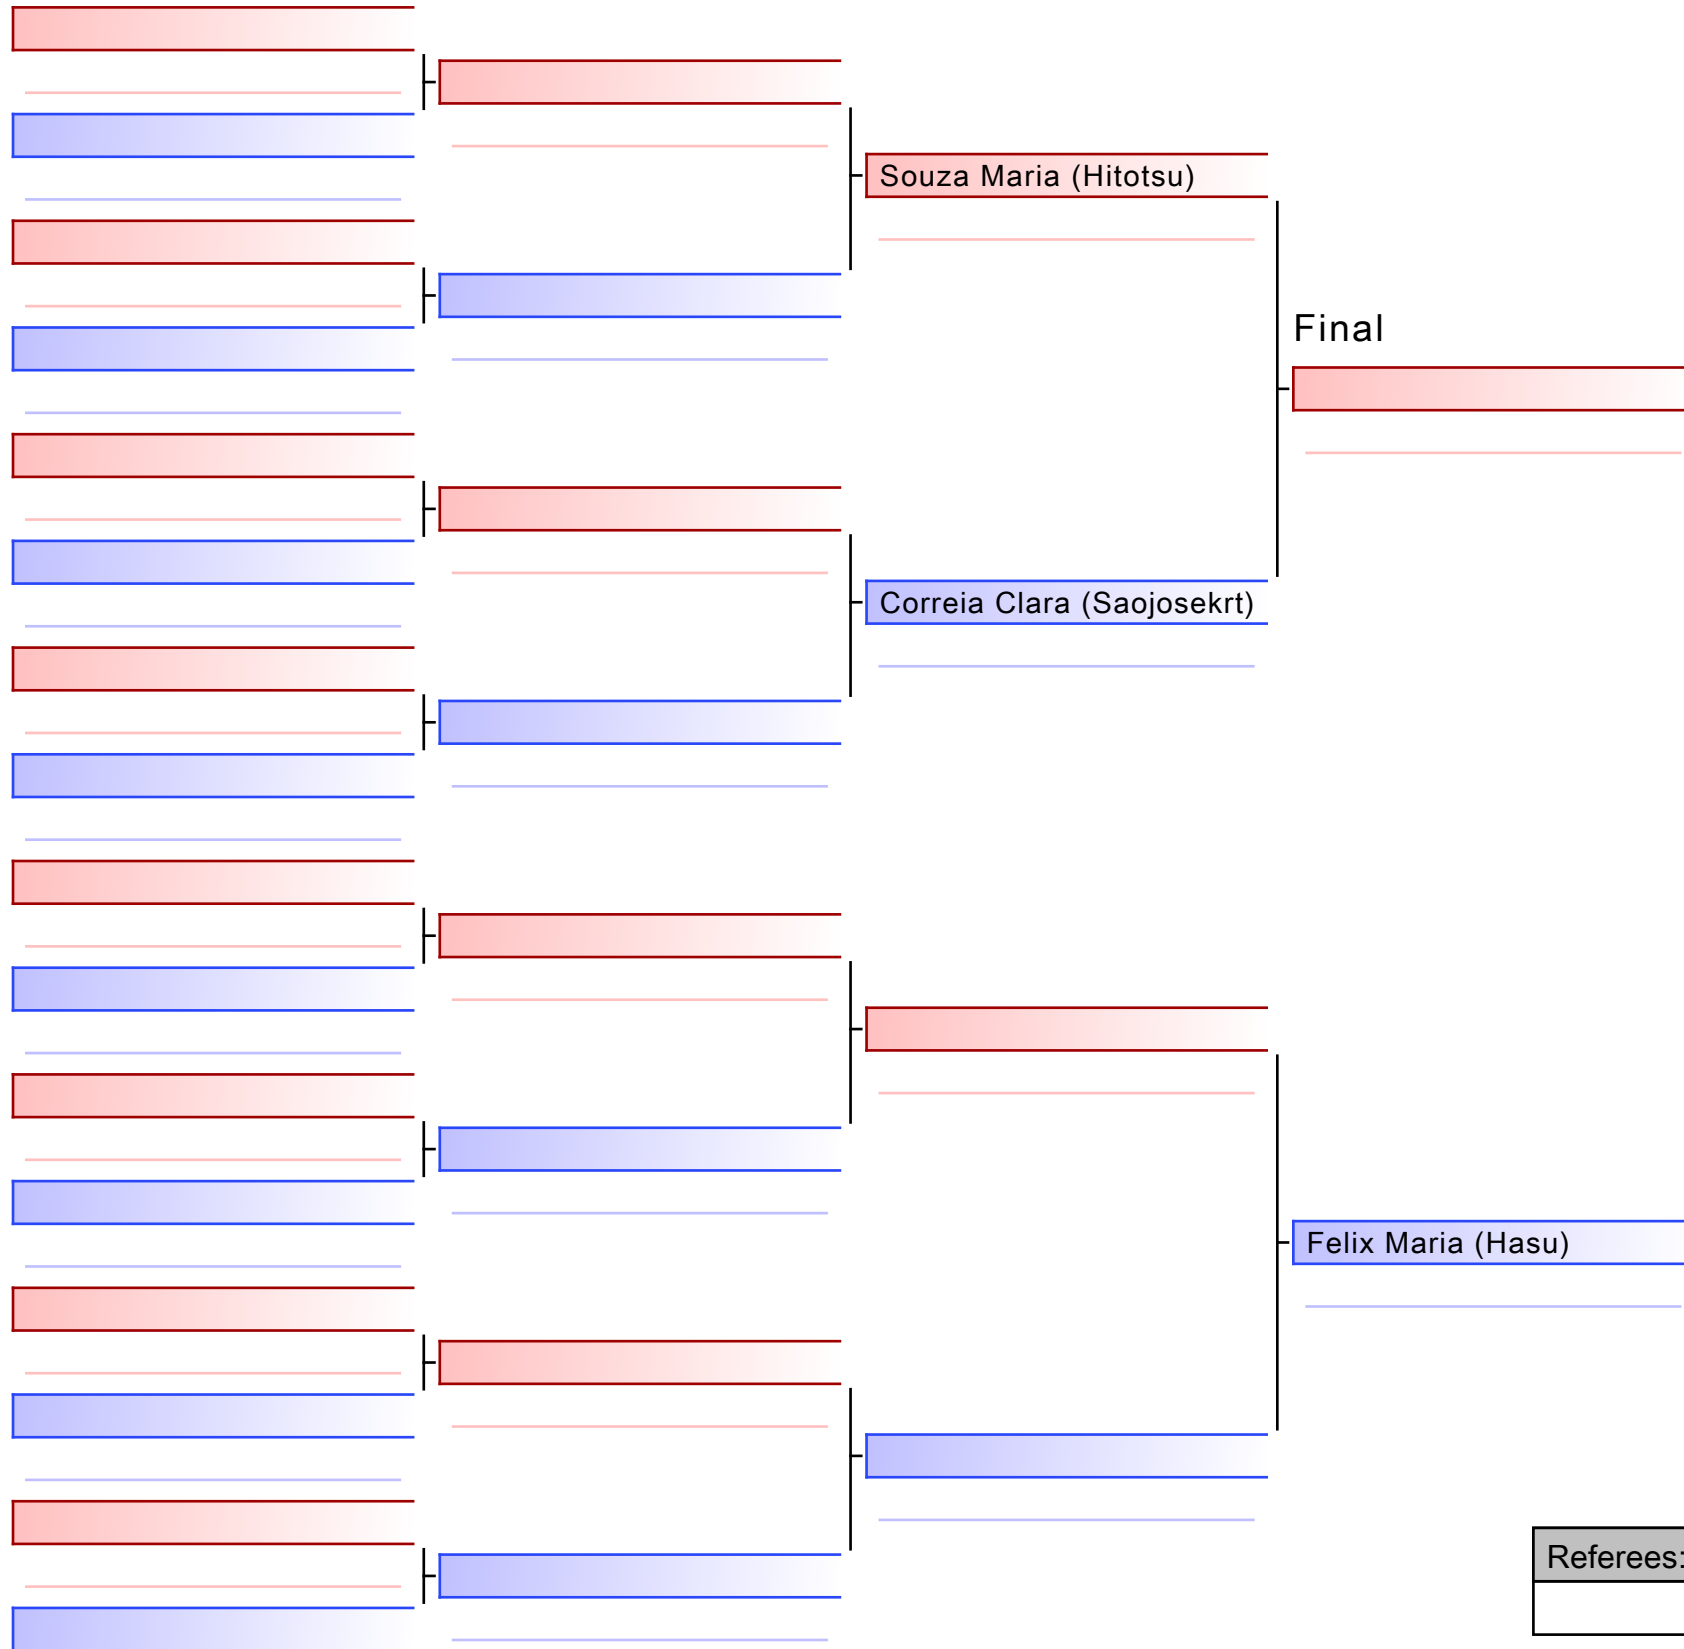 Souza Maria (Hitotsu)
Final
Correia Clara (Saojosekrt)
Felix Maria (Hasu)
Referees: